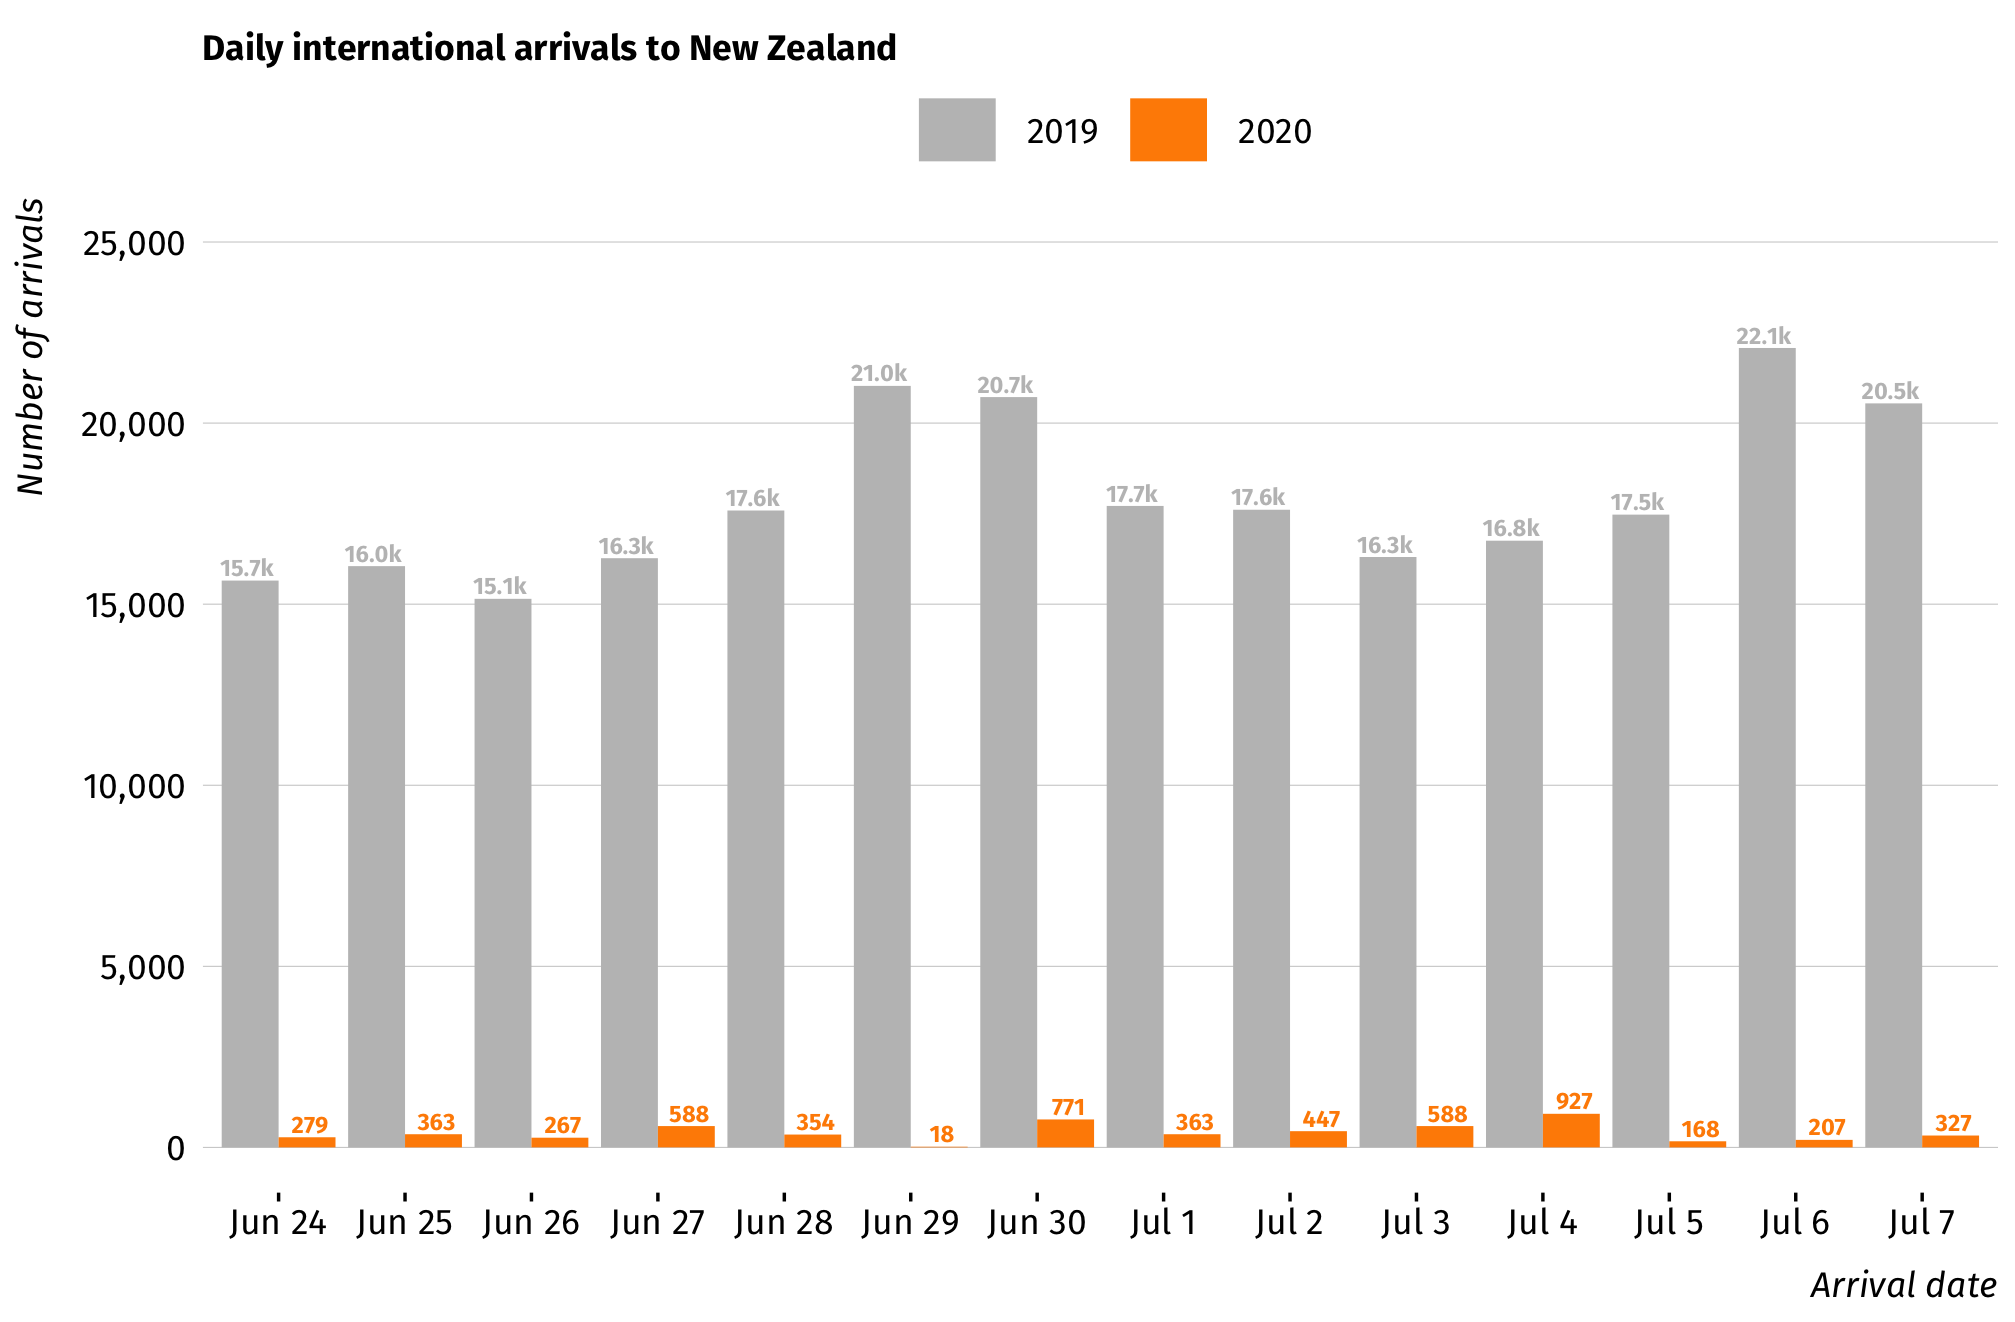 Daily international arrivals to New Zealand
2019 2020
Number of arrivals
25,000
20,000
15,000
10,000
5,000
0
15.7k 279
16.0k 363
15.1k 267
16.3k 588
17.6k 354
21.0k 18
20.7k 771
17.7k 363
17.6k 447
16.3k 588
16.8k 927
17.5k 168
22.1k 207
20.5k 327
Jun 24 Jun 25 Jun 26 Jun 27 Jun 28 Jun 29 Jun 30 Jul 1 Jul 2 Jul 3 Jul 4 Jul 5 Jul 6 Jul 7
Arrival date